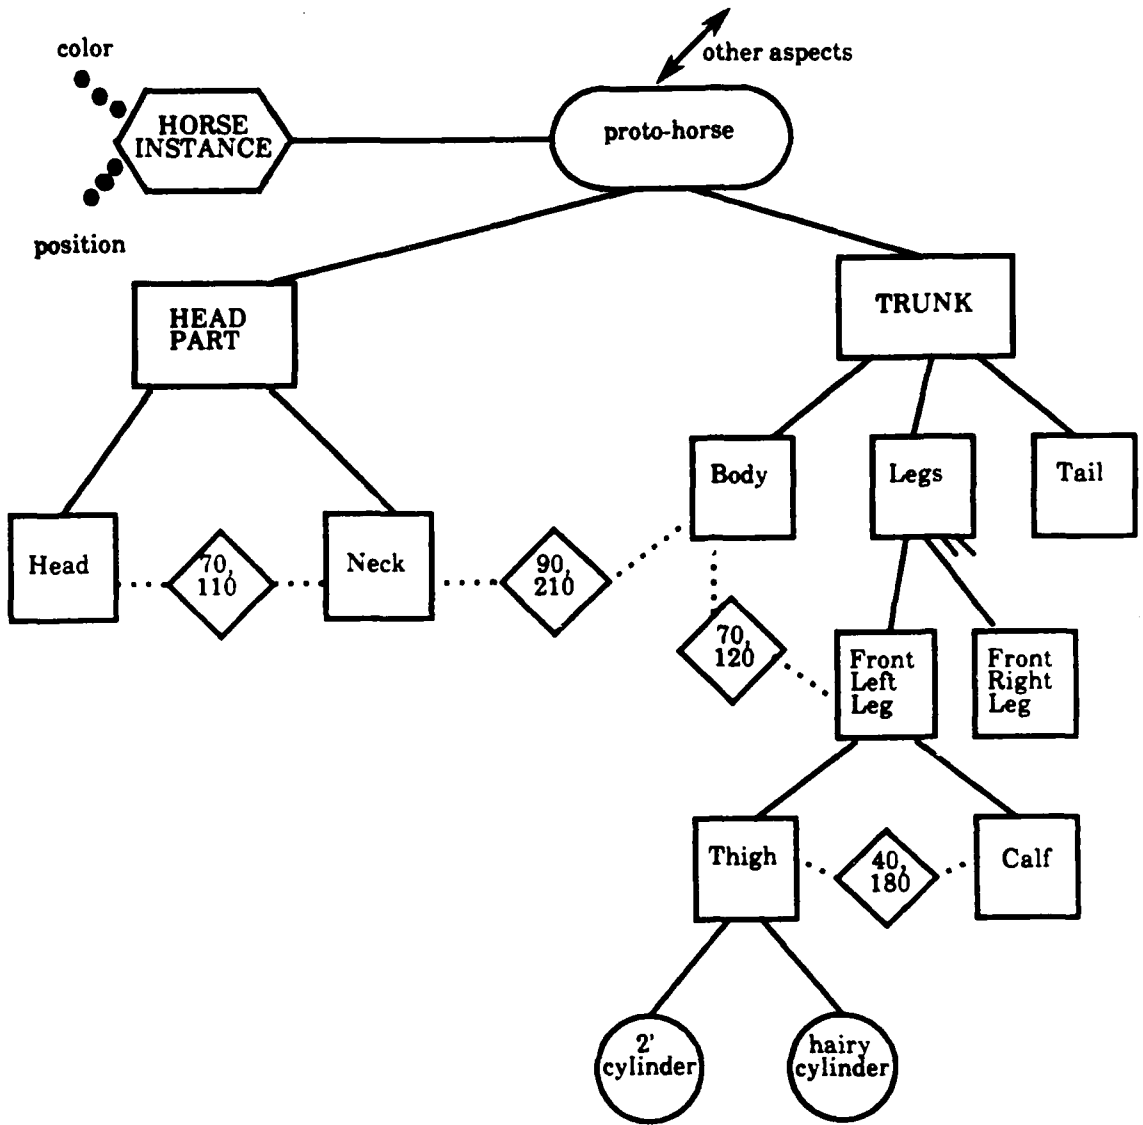 color
other aspects
HORSE
INSTANCE
proto-horse
position
HEAD
PART
TRUNK
Body
Legs
Tail
Head
70,
110
Neck
90,
210
70,
120
Front
Left
Leg
Front
Right
Leg
Thigh
40,
180
Calf
2'
cylinder
hairy
cylinder